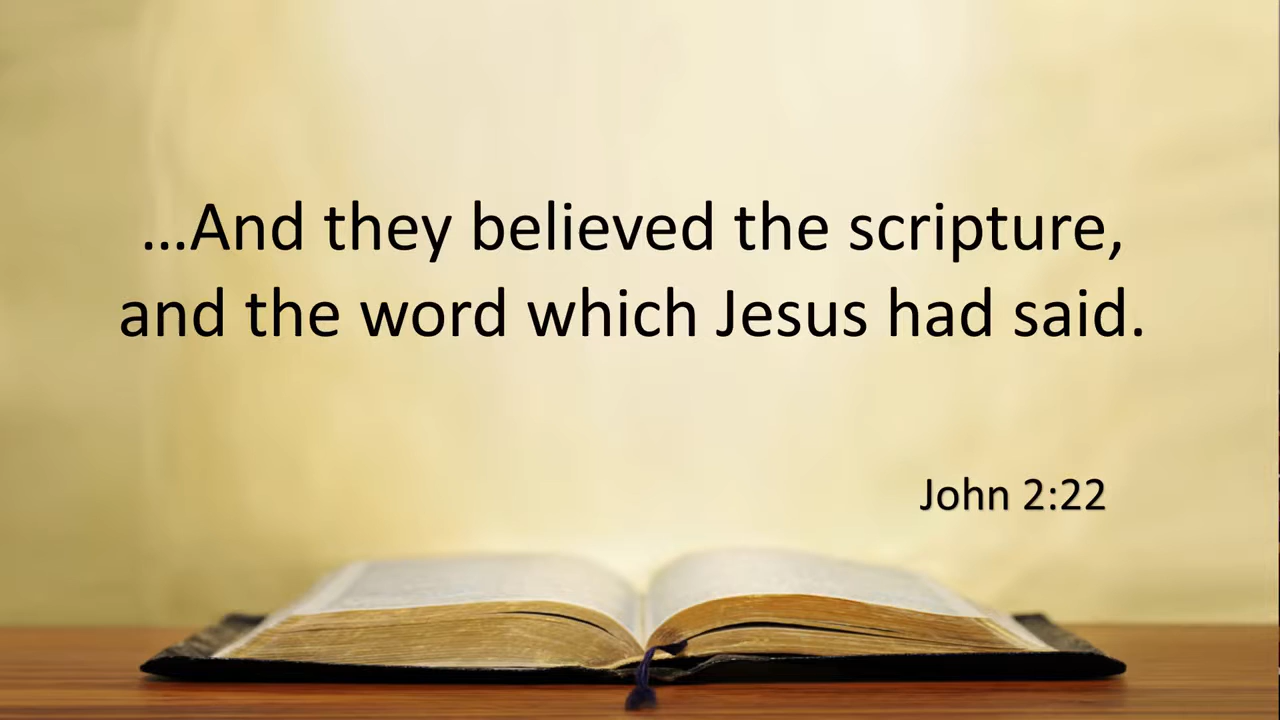 …And they believed the scripture,
and the word which Jesus had said.
John 2:22